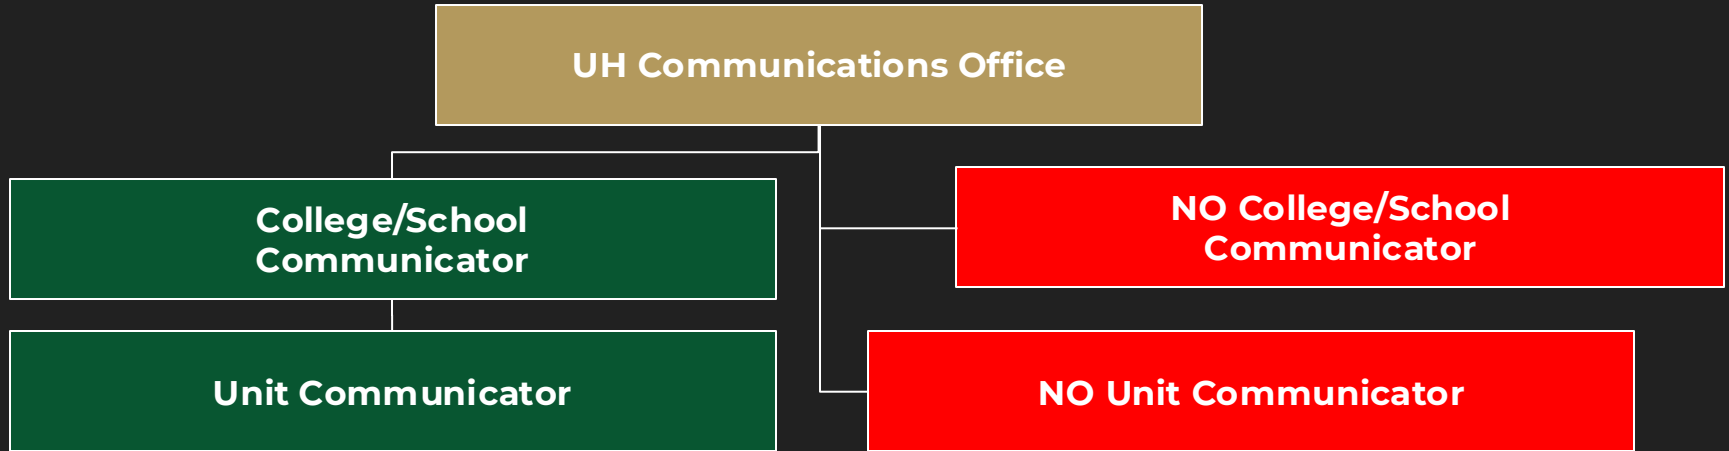 UH Communications Office
College/School
Communicator
NO College/School
Communicator
Unit Communicator
NO Unit Communicator